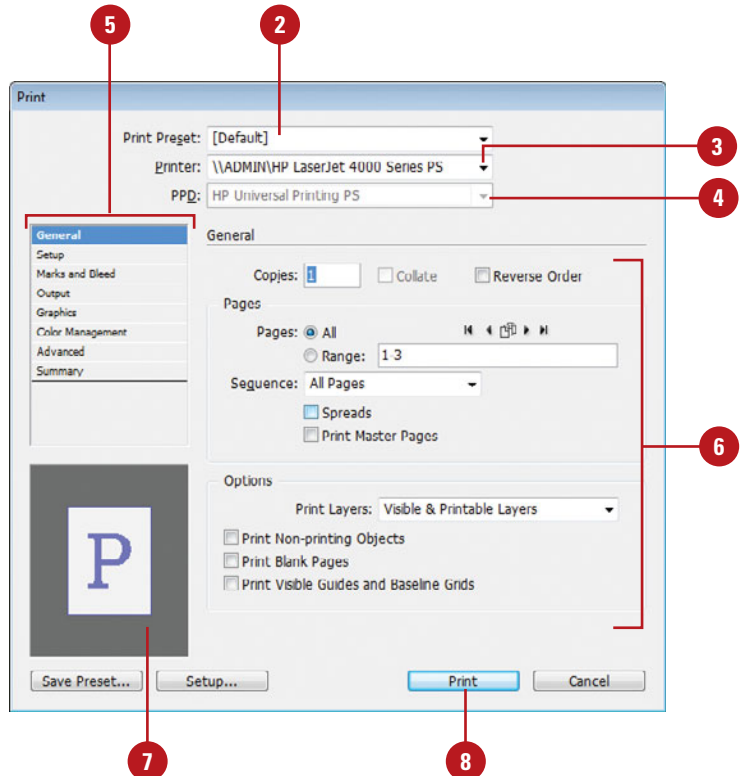 5 2
Print
Print Preset: [Default]
Printer: \\ADMIN\HP LaserJet 4000 Series PS
3
PPD: HP Universal Printing PS
4
General
Setup
Marks and Bleed
Output
Graphics
Color Management
Advanced
Summary
General
Copies: 1 Collate Reverse Order
Pages
Pages: All
Range: 1-3
Sequence: All Pages
Spreads
Print Master Pages
6
Options
Print Layers: Visible & Printable Layers
Print Non-printing Objects
Print Blank Pages
Print Visible Guides and Baseline Grids
P
Save Preset... Setup... Print Cancel
7 8